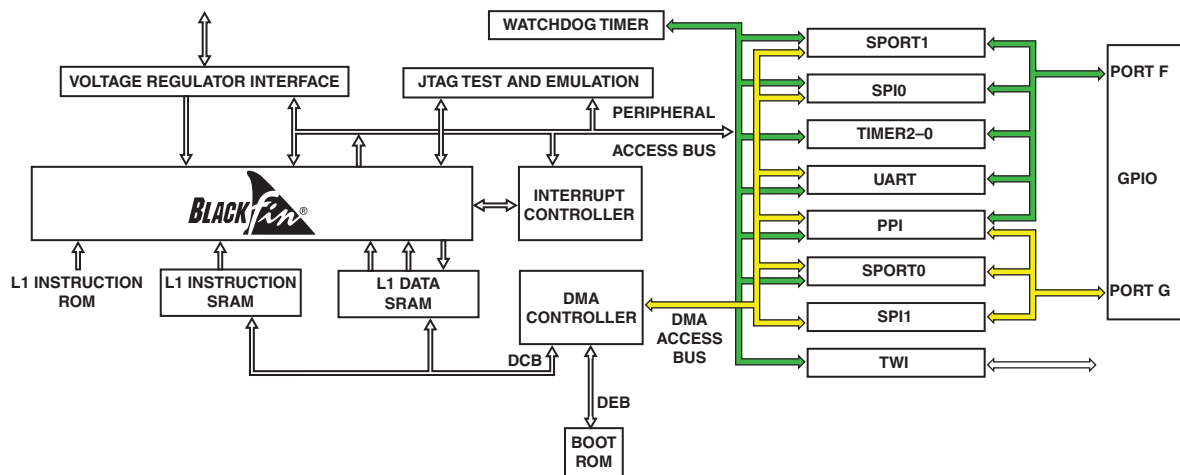 WATCHDOG TIMER
VOLTAGE REGULATOR INTERFACE
JTAG TEST AND EMULATION
PERIPHERAL
ACCESS BUS
BLACKfin®
INTERRUPT
CONTROLLER
L1 INSTRUCTION
ROM
L1 INSTRUCTION
SRAM
L1 DATA
SRAM
DMA
CONTROLLER
DCB
DMA
ACCESS
BUS
DEB
BOOT
ROM
SPORT1
SPI0
TIMER2–0
UART
PPI
SPORT0
SPI1
TWI
PORT F
GPIO
PORT G